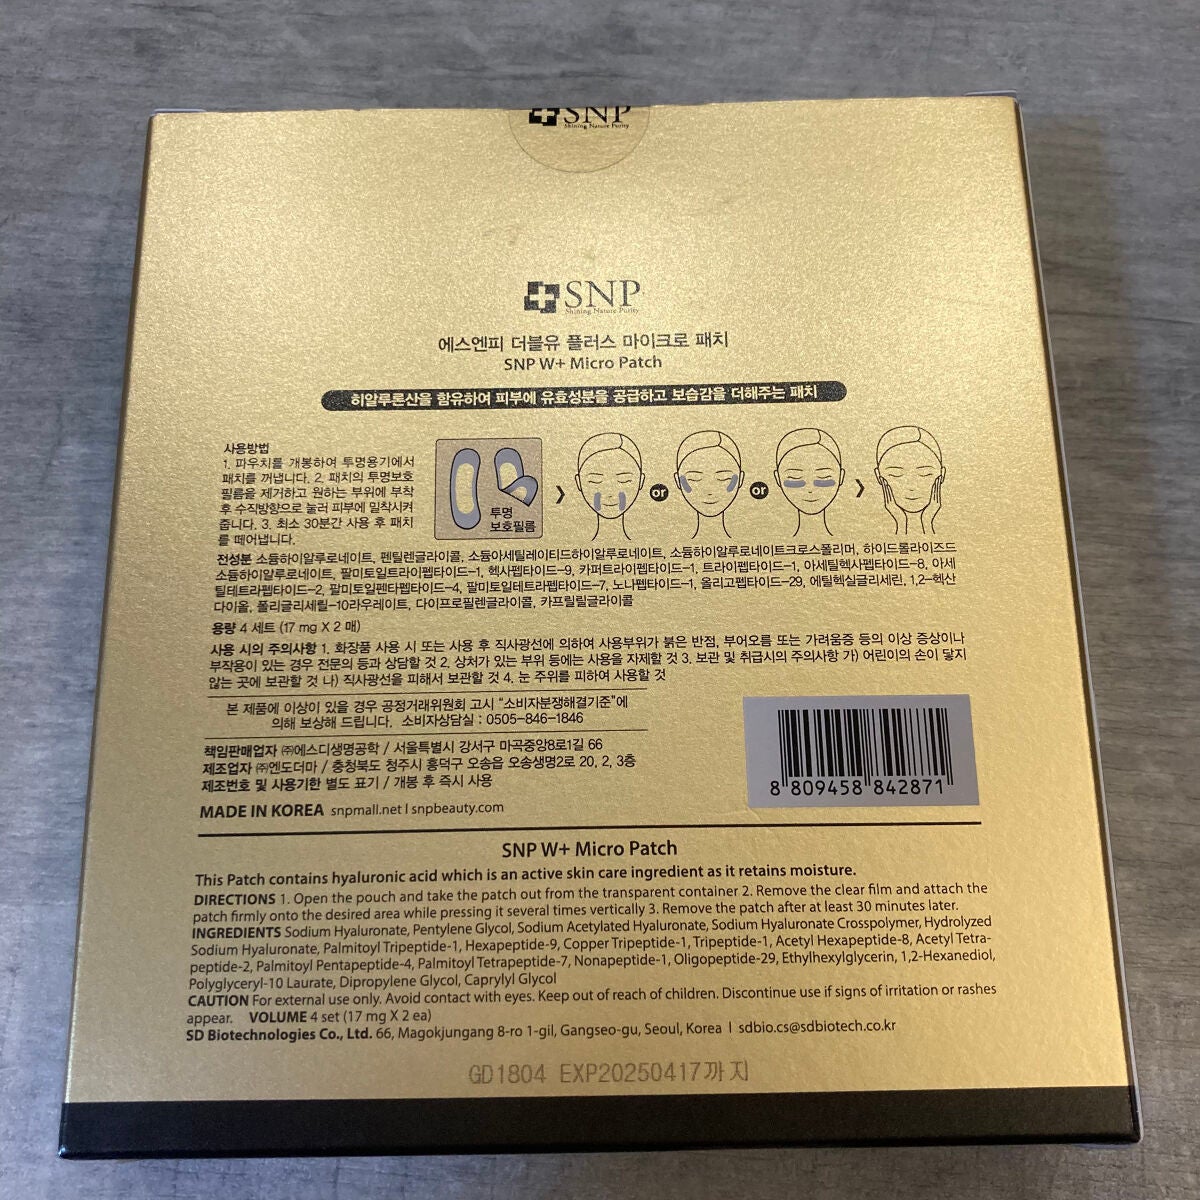 SNP
Shining Nature Purity
SNP
Shining Nature Purity
에스엔피 더블유 플러스 마이크로 패치
SNP W+ Micro Patch
히알루론산을 함유하여 피부에 유효성분을 공급하고 보습감을 더해주는 패치
사용방법
1. 파우치를 개봉하여 투명용기에서
패치를 꺼냅니다. 2. 패치의 투명보호
필름을 제거하고 원하는 부위에 부착
후 수직방향으로 눌러 피부에 밀착시켜
줍니다. 3. 최소 30분간 사용 후 패치
를 떼어냅니다.
투명
보호필름
or
or
전성분 소듐하이알루로네이트, 펜틸렌글라이콜, 소듐아세틸레이티드하이알루로네이트, 소듐하이알루로네이트크로스폴리머, 하이드롤라이즈드
소듐하이알루로네이트, 팔미토일트라이펩타이드-1, 헥사펩타이드-9, 카퍼트라이펩타이드-1, 트라이펩타이드-1, 아세틸헥사펩타이드-8, 아세
틸테트라펩타이드-2, 팔미토일펜타펩타이드-4, 팔미토일테트라펩타이드-7, 노나펩타이드-1, 올리고펩타이드-29, 에틸헥실글리세린, 1,2-헥산
다이올, 폴리글리세릴-10라우레이트, 다이프로필렌글라이콜, 카프릴릴글라이콜
용량 4 세트 (17 mg X 2 매)
사용 시의 주의사항 1. 화장품 사용 시 또는 사용 후 직사광선에 의하여 사용부위가 붉은 반점, 부어오름 또는 가려움증 등의 이상 증상이나
부작용이 있는 경우 전문의 등과 상담할 것 2. 상처가 있는 부위 등에는 사용을 자제할 것 3. 보관 및 취급시의 주의사항 가) 어린이의 손이 닿지
않는 곳에 보관할 것 나) 직사광선을 피해서 보관할 것 4. 눈 주위를 피하여 사용할 것
본 제품에 이상이 있을 경우 공정거래위원회 고시 "소비자분쟁해결기준"에
의해 보상해 드립니다. 소비자상담실 : 0505-846-1846
책임판매업자 ㈜에스디생명공학 / 서울특별시 강서구 마곡중앙8로1길 66
제조업자 ㈜엔도더마 / 충청북도 청주시 흥덕구 오송읍 오송생명2로 20, 2, 3층
제조번호 및 사용기한 별도 표기 / 개봉 후 즉시 사용
MADE IN KOREA snpmall.net l snpbeauty.com
8 809458 842871
SNP W+ Micro Patch
This Patch contains hyaluronic acid which is an active skin care ingredient as it retains moisture.
DIRECTIONS 1. Open the pouch and take the patch out from the transparent container 2. Remove the clear film and attach the
patch firmly onto the desired area while pressing it several times vertically 3. Remove the patch after at least 30 minutes later.
INGREDIENTS Sodium Hyaluronate, Pentylene Glycol, Sodium Acetylated Hyaluronate, Sodium Hyaluronate Crosspolymer, Hydrolyzed
Sodium Hyaluronate, Palmitoyl Tripeptide-1, Hexapeptide-9, Copper Tripeptide-1, Tripeptide-1, Acetyl Hexapeptide-8, Acetyl Tetra-
peptide-2, Palmitoyl Pentapeptide-4, Palmitoyl Tetrapeptide-7, Nonapeptide-1, Oligopeptide-29, Ethylhexylglycerin, 1,2-Hexanediol,
Polyglyceryl-10 Laurate, Dipropylene Glycol, Caprylyl Glycol
CAUTION For external use only. Avoid contact with eyes. Keep out of reach of children. Discontinue use if signs of irritation or rashes
appear. VOLUME 4 set (17 mg X 2 ea)
SD Biotechnologies Co., Ltd. 66, Magokjungang 8-ro 1-gil, Gangseo-gu, Seoul, Korea l sdbio.cs@sdbiotech.co.kr
GD1804 EXP20250417까지